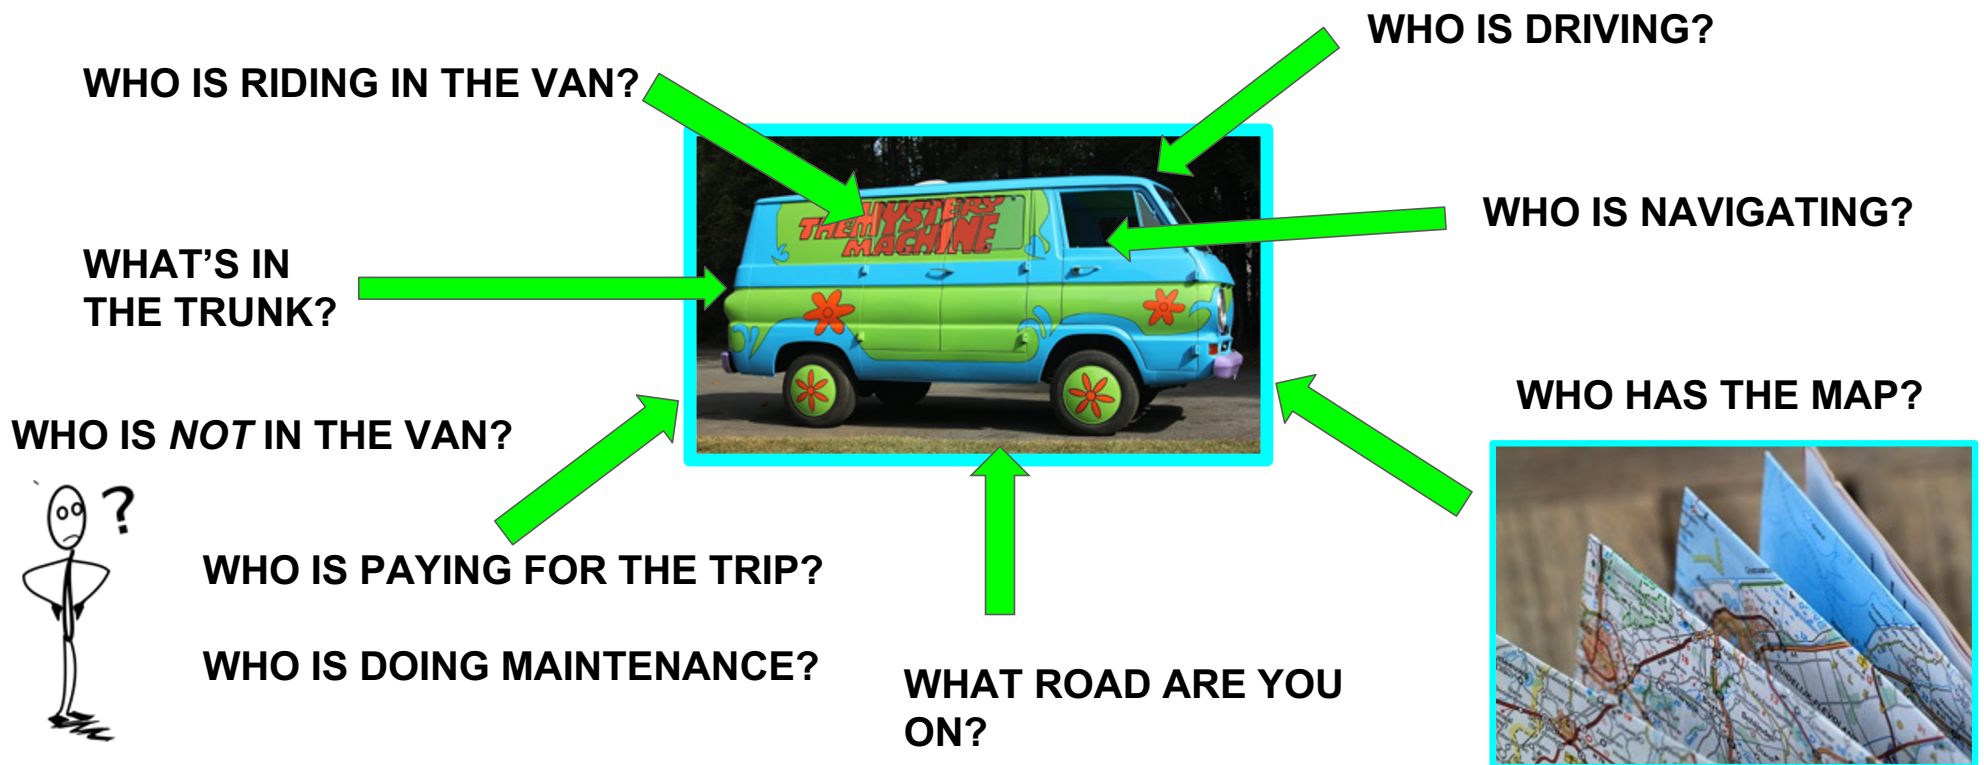 WHO IS DRIVING?
WHO IS RIDING IN THE VAN?
THE MYSTERY
MACHINE
WHO IS NAVIGATING?
WHAT'S IN
THE TRUNK?
WHO HAS THE MAP?
WHO IS NOT IN THE VAN?
?
WHO IS PAYING FOR THE TRIP?
WHO IS DOING MAINTENANCE?
WHAT ROAD ARE YOU
ON?